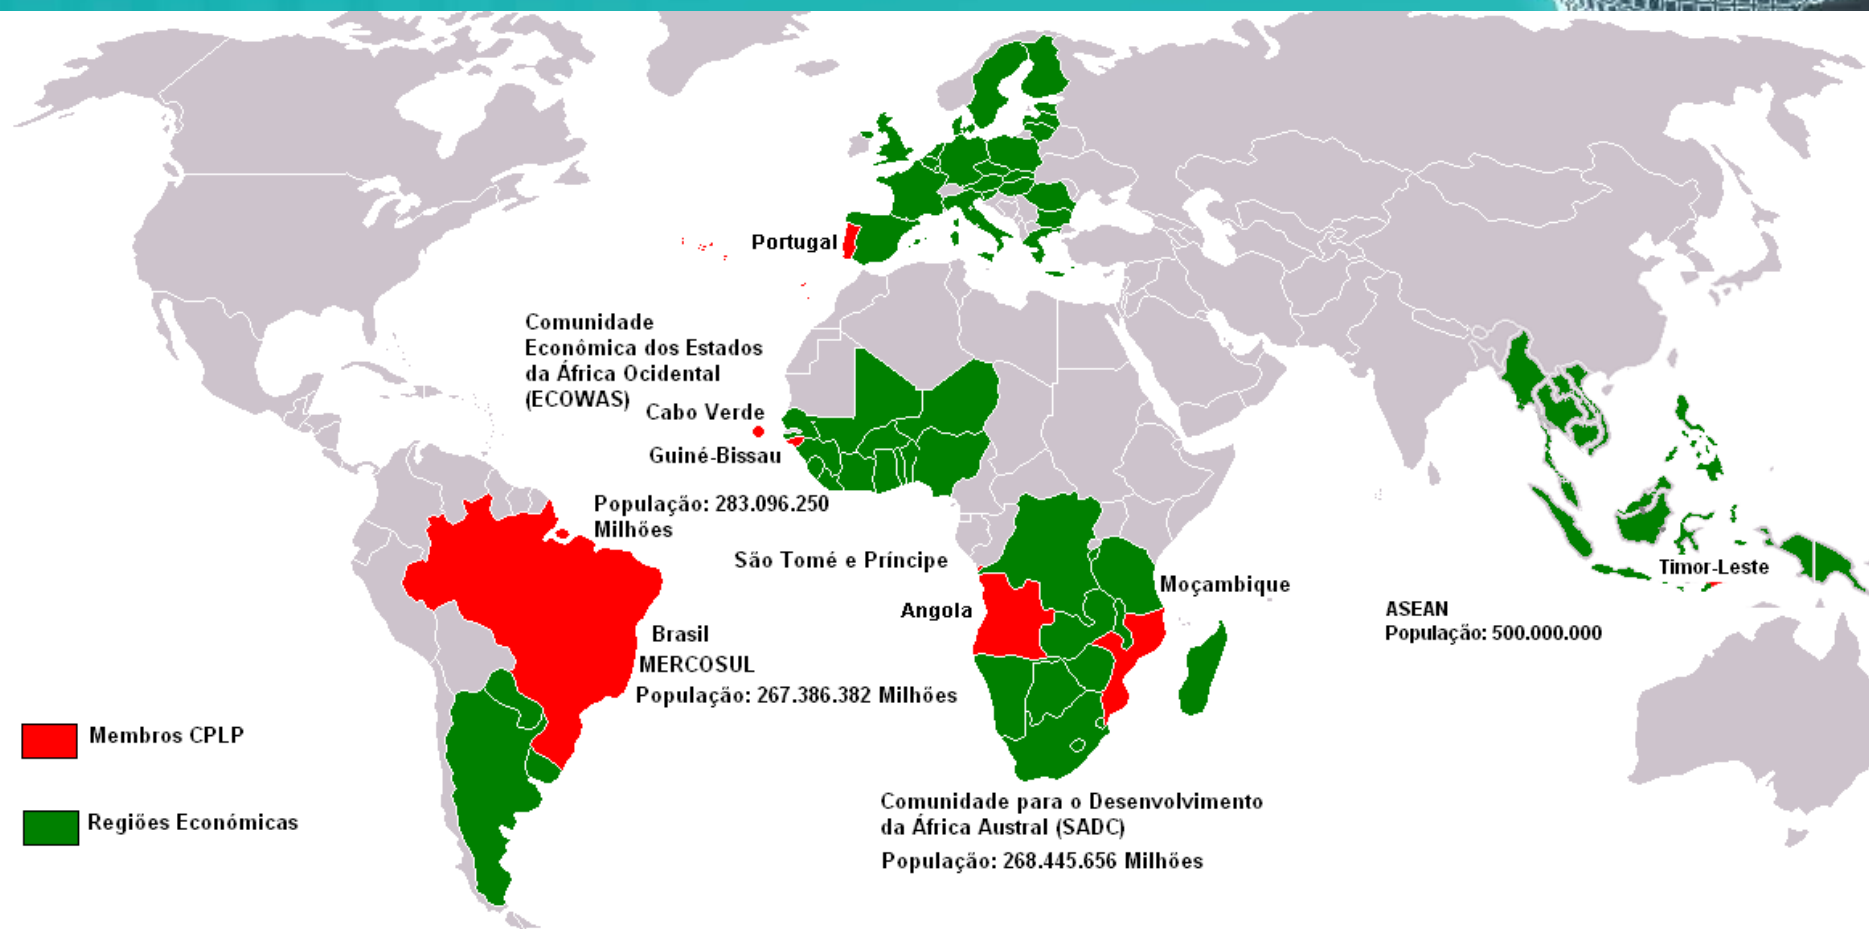 Portugal
Comunidade
Econômica dos Estados
da África Ocidental
(ECOWAS)
Cabo Verde
Guiné-Bissau
População: 283.096.250
Milhões
São Tomé e Príncipe
Angola
Moçambique
Timor-Leste
ASEAN
População: 500.000.000
Brasil
MERCOSUL
População: 267.386.382 Milhões
Membros CPLP
Regiões Económicas
Comunidade para o Desenvolvimento
da África Austral (SADC)
População: 268.445.656 Milhões